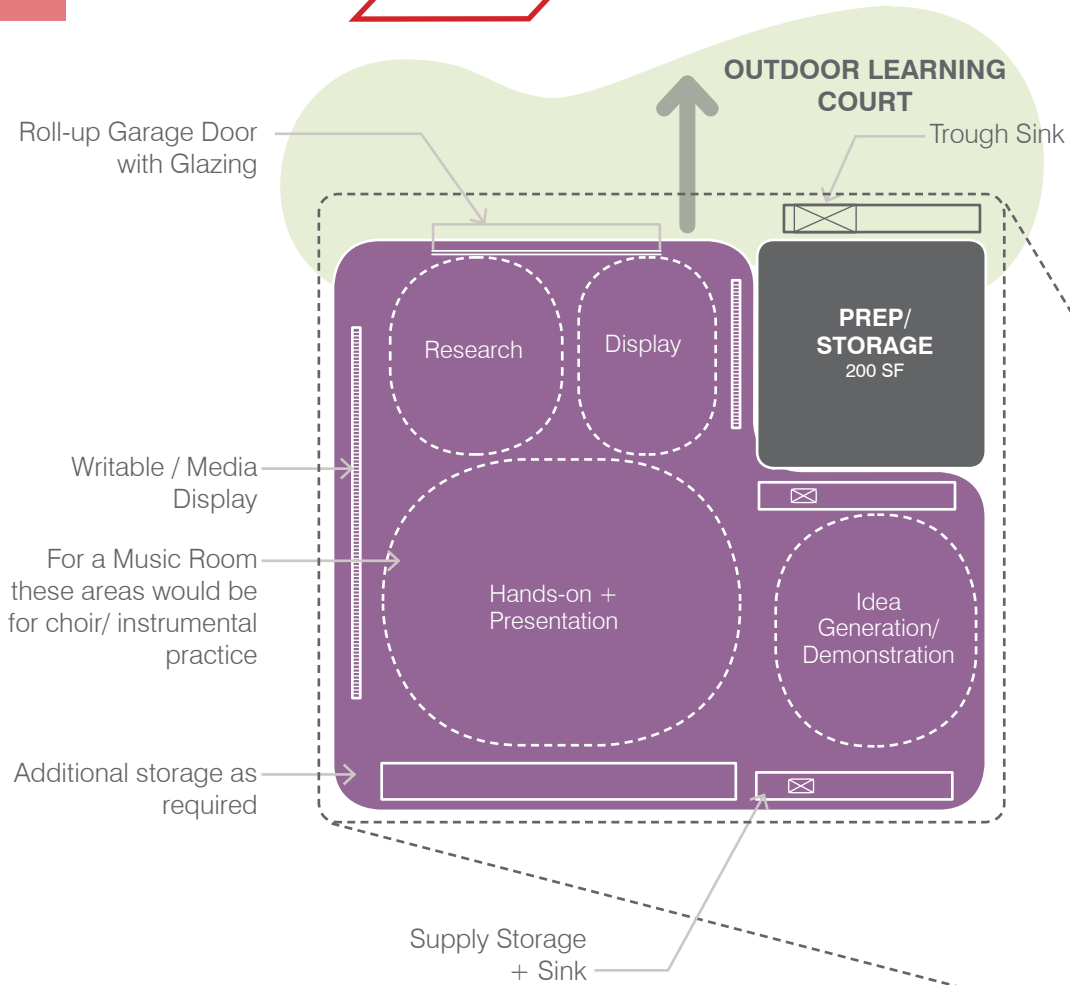 OUTDOOR LEARNING
COURT
Roll-up Garage Door
with Glazing
Trough Sink
PREP/
STORAGE
200 SF
Research
Display
Writable / Media
Display
For a Music Room
these areas would be
for choir/ instrumental
practice
Hands-on +
Presentation
Idea
Generation/
Demonstration
Additional storage as
required
Supply Storage
+ Sink